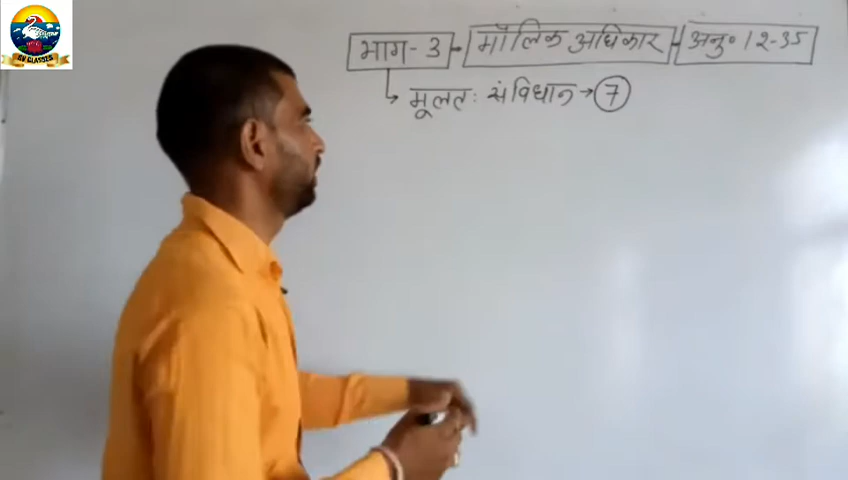 भाग-3 - मौलिक अधिकार - अनु० 12-35
मूलतः संविधान → 7